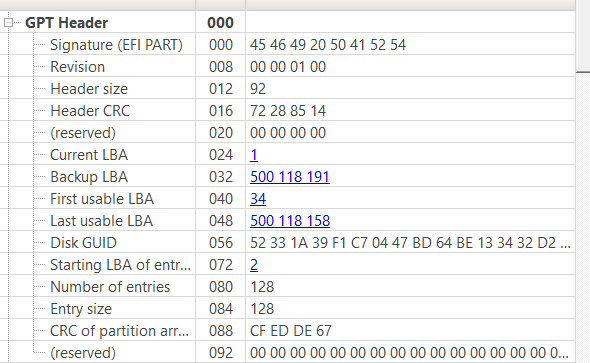 GPT Header 000
Signature (EFI PART) 000 45 46 49 20 50 41 52 54
Revision 008 00 00 01 00
Header size 012 92
Header CRC 016 72 28 85 14
(reserved) 020 00 00 00 00
Current LBA 024 1
Backup LBA 032 500 118 191
First usable LBA 040 34
Last usable LBA 048 500 118 158
Disk GUID 056 52 33 1A 39 F1 C7 04 47 BD 64 BE 13 34 32 D2 ...
Starting LBA of entr... 072 2
Number of entries 080 128
Entry size 084 128
CRC of partition arr... 088 CF ED DE 67
(reserved) 092 00 00 00 00 00 00 00 00 00 00 00 00 00 00 00 0...